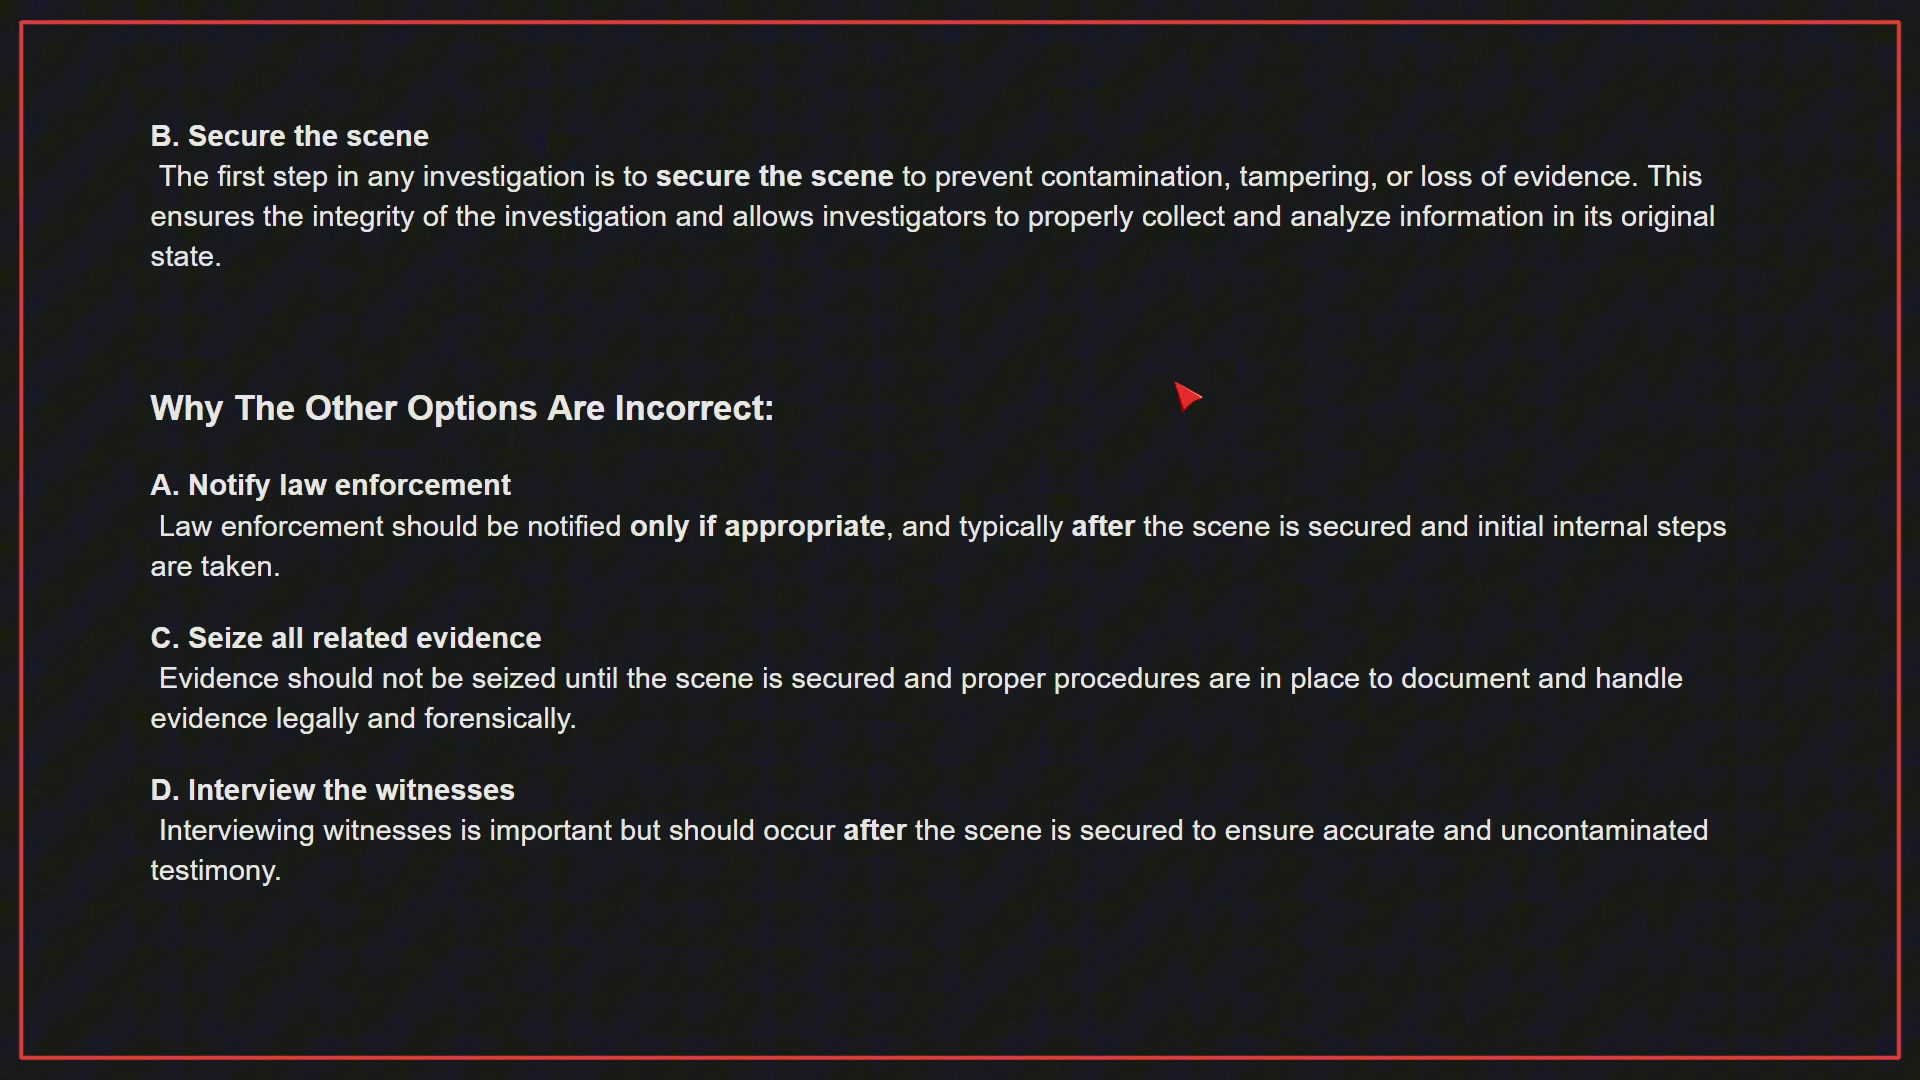 B. Secure the scene
The first step in any investigation is to secure the scene to prevent contamination, tampering, or loss of evidence. This
ensures the integrity of the investigation and allows investigators to properly collect and analyze information in its original
state.
Why The Other Options Are Incorrect:
A. Notify law enforcement
Law enforcement should be notified only if appropriate, and typically after the scene is secured and initial internal steps
are taken.
C. Seize all related evidence
Evidence should not be seized until the scene is secured and proper procedures are in place to document and handle
evidence legally and forensically.
D. Interview the witnesses
Interviewing witnesses is important but should occur after the scene is secured to ensure accurate and uncontaminated
testimony.